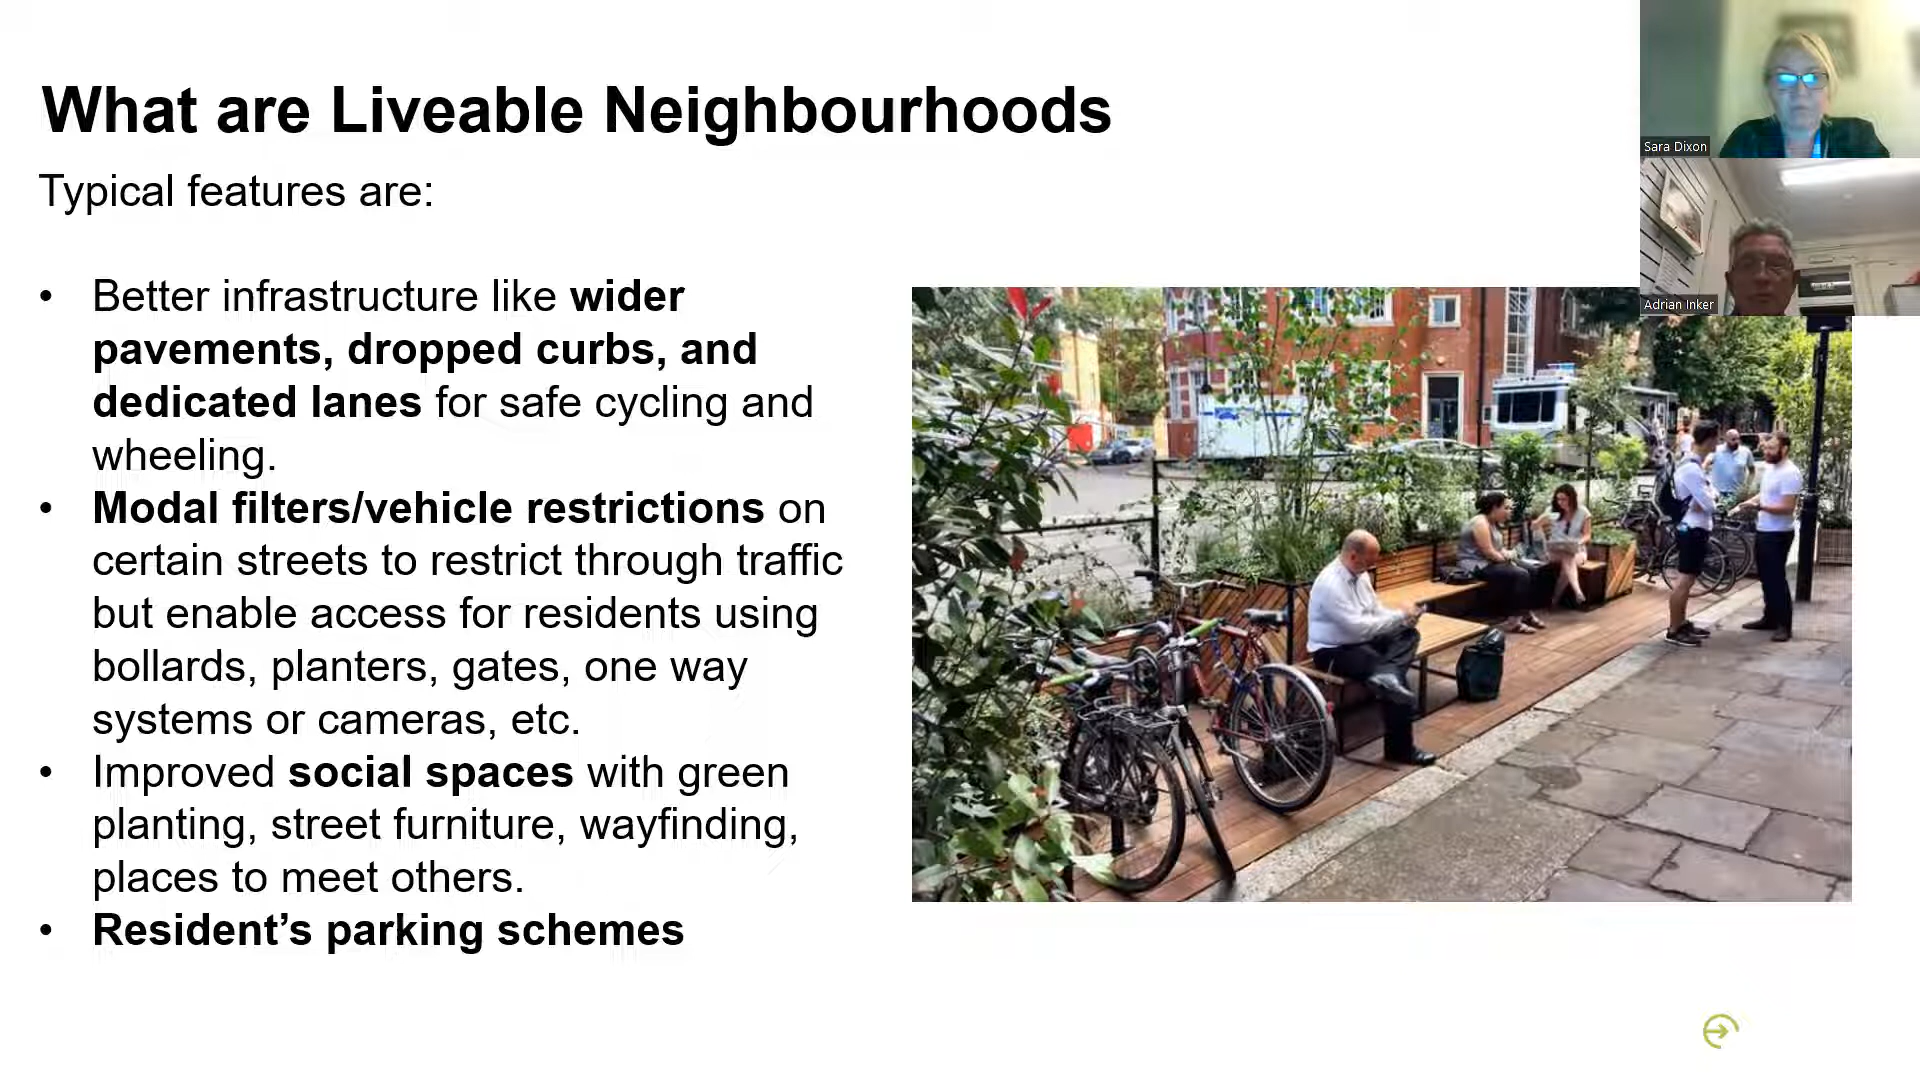 What are Liveable Neighbourhoods
Typical features are:
• Better infrastructure like wider
pavements, dropped curbs, and
dedicated lanes for safe cycling and
wheeling.
• Modal filters/vehicle restrictions on
certain streets to restrict through traffic
but enable access for residents using
bollards, planters, gates, one way
systems or cameras, etc.
• Improved social spaces with green
planting, street furniture, wayfinding,
places to meet others.
• Resident’s parking schemes
Sara Dixon
Adrian Inker